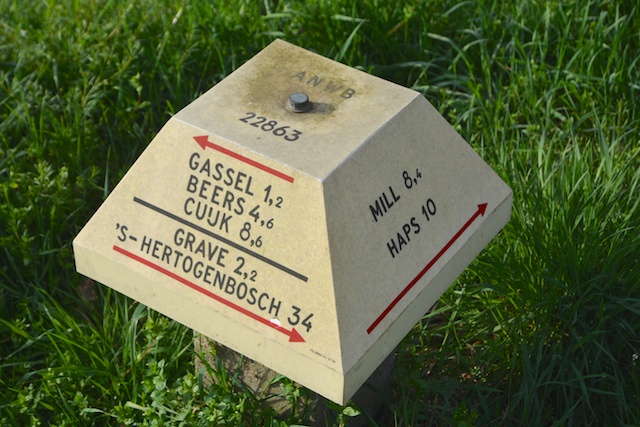 ANWB
22863
GASSEL 1,2
BEERS 4,6
CUUK 8,6
GRAVE 2,2
'S-HERTOGENBOSCH 34
MILL 8,4
HAPS 10